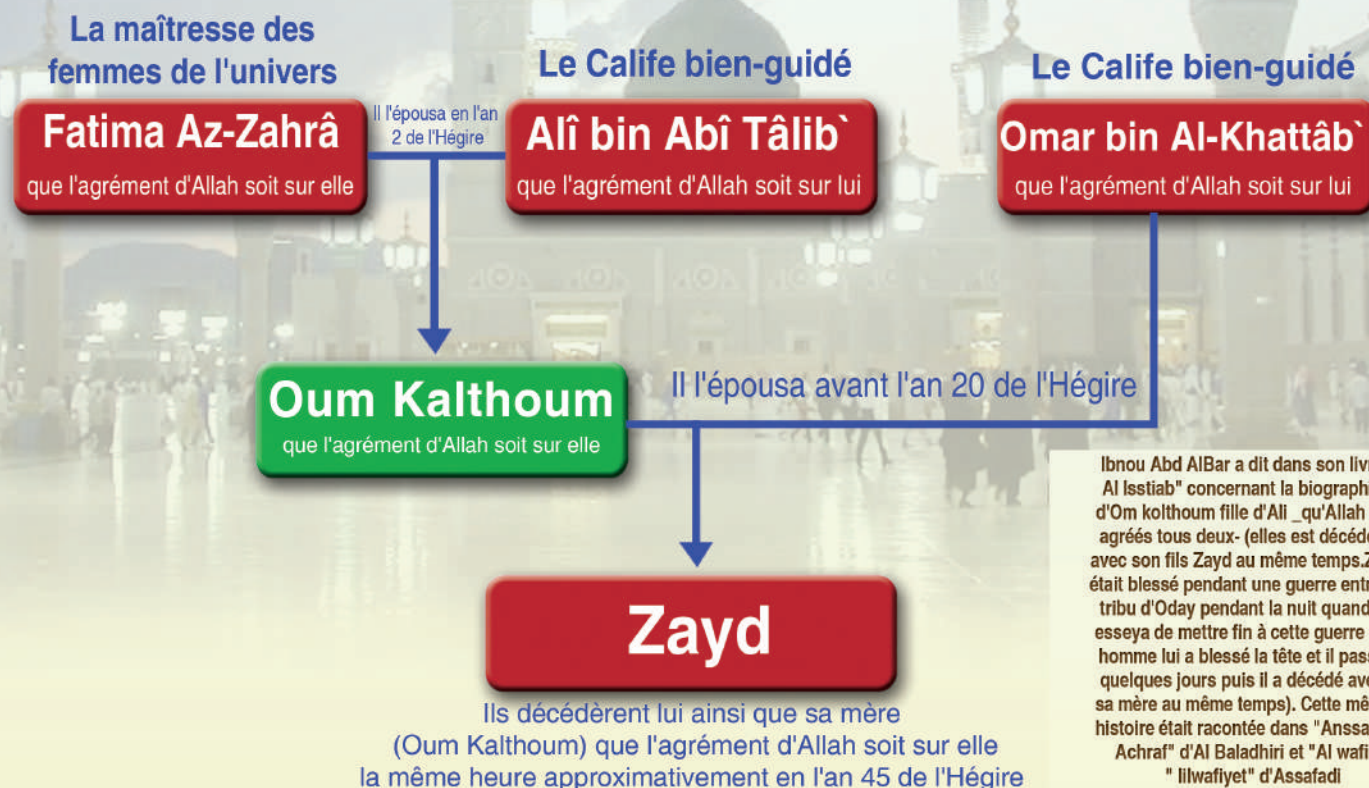 La maîtresse des
femmes de l'univers
Fatima Az-Zahrâ
que l'agrément d'Allah soit sur elle
Il l'épousa en l'an
2 de l'Hégire
Le Calife bien-guidé
Alî bin Abî Tâlib`
que l'agrément d'Allah soit sur lui
Le Calife bien-guidé
Omar bin Al-Khattâb`
que l'agrément d'Allah soit sur lui
Oum Kalthoum
que l'agrément d'Allah soit sur elle
Il l'épousa avant l'an 20 de l'Hégire
Zayd
Ils décédèrent lui ainsi que sa mère
(Oum Kalthoum) que l'agrément d'Allah soit sur elle
la même heure approximativement en l'an 45 de l'Hégire
Ibnou Abd AlBar a dit dans son
Al Isstiab" concernant la
d'Om kolthoum fille d'Ali _qu'Allah
agréés tous deux- (elles est
avec son fils Zayd au même temps.
était blessé pendant une guerre
tribu d'Oday pendant la nuit quand
esseya de mettre fin à cette guerre
homme lui a blessé la tête et il
quelques jours puis il a décédé
sa mère au même temps). Cette
histoire était racontée dans
Achraf" d'Al Baladhiri et "Al
" lilwafiyet" d'Assafadi